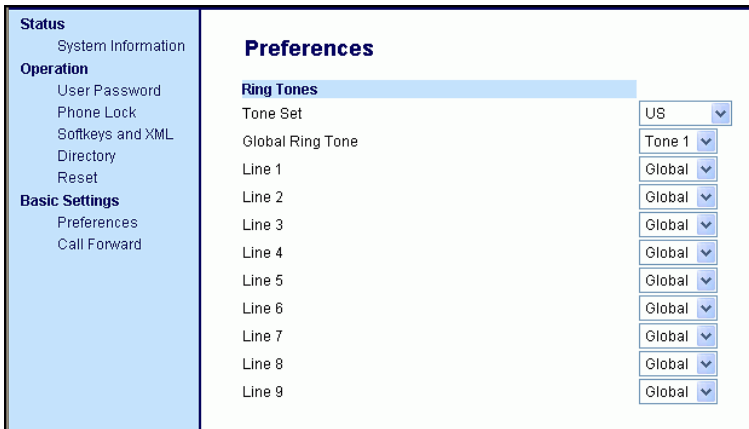 Status
System Information
Operation
User Password
Phone Lock
Softkeys and XML
Directory
Reset
Basic Settings
Preferences
Call Forward
Preferences
Ring Tones
Tone Set US
Global Ring Tone Tone 1
Line 1 Global
Line 2 Global
Line 3 Global
Line 4 Global
Line 5 Global
Line 6 Global
Line 7 Global
Line 8 Global
Line 9 Global